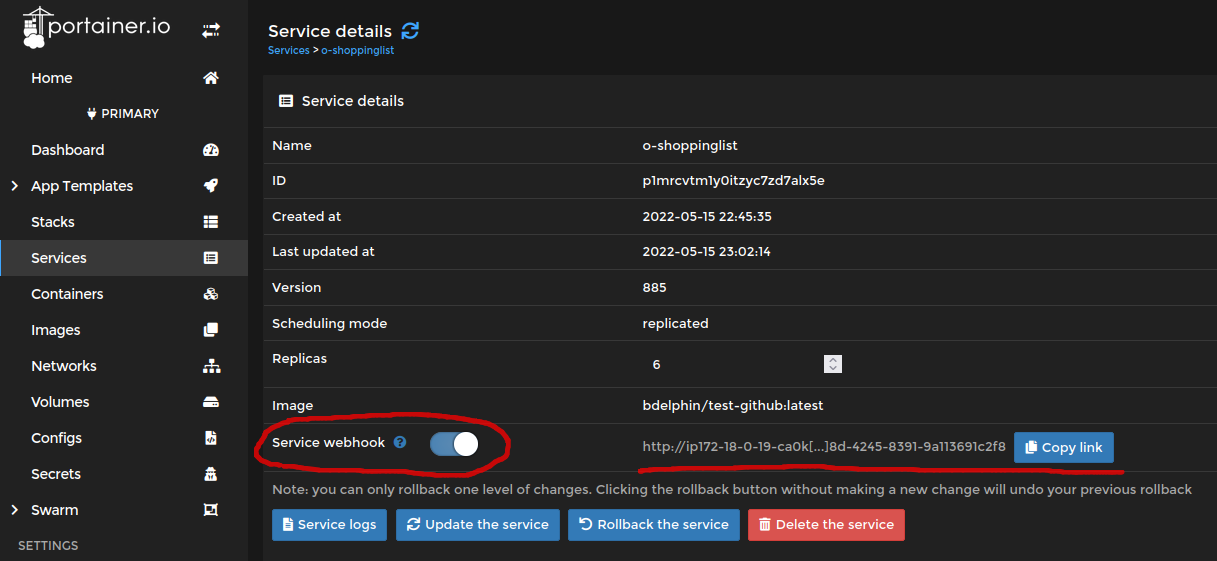 portainer.io
Home
PRIMARY
Dashboard
App Templates
Stacks
Services
Containers
Images
Networks
Volumes
Configs
Secrets
Swarm
SETTINGS
Service details
Services > o-shoppinglist
Service details
Name o-shoppinglist
ID p1mrcvtm1y0itzyc7zd7alx5e
Created at 2022-05-15 22:45:35
Last updated at 2022-05-15 23:02:14
Version 885
Scheduling mode replicated
Replicas 6
Image bdelphin/test-github:latest
Service webhook ? http://ip172-18-0-19-ca0k[...]8d-4245-8391-9a113691c2f8 Copy link
Note: you can only rollback one level of changes. Clicking the rollback button without making a new change will undo your previous rollback
Service logs Update the service Rollback the service Delete the service